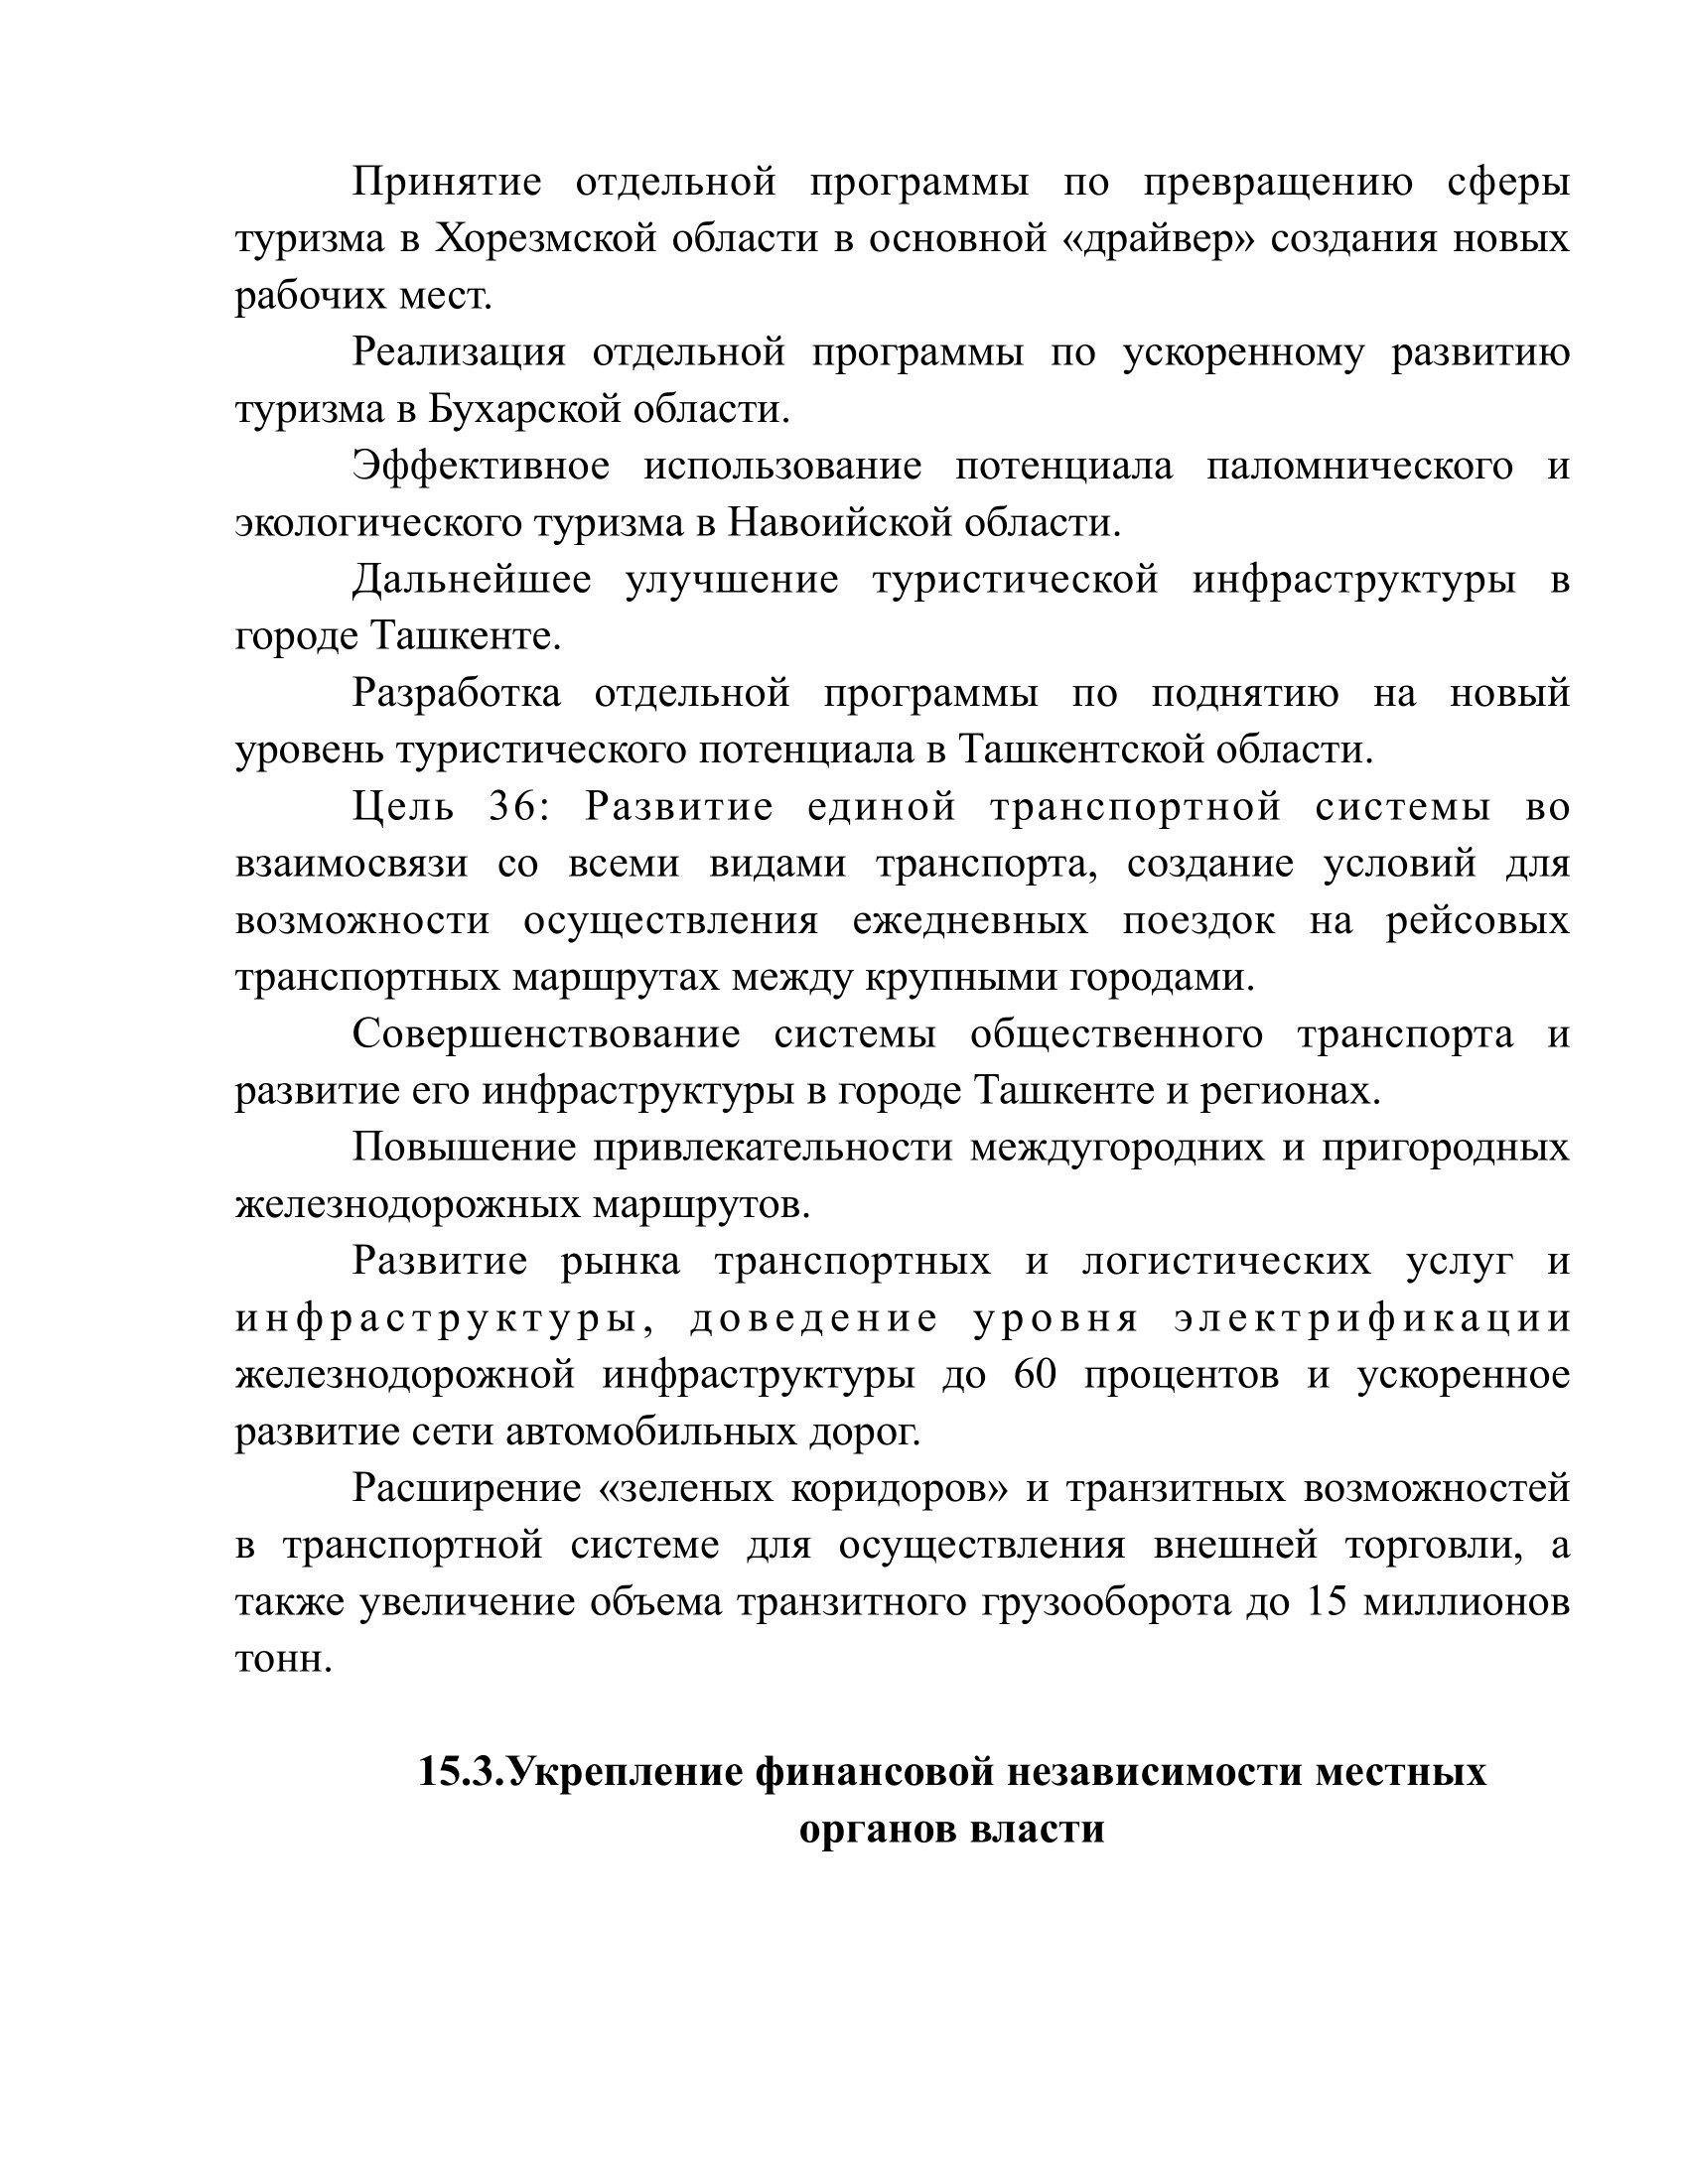 Принятие отдельной программы по превращению сферы
туризма в Хорезмской области в основной «драйвер» создания новых
рабочих мест.
Реализация отдельной программы по ускоренному развитию
туризма в Бухарской области.
Эффективное использование потенциала паломнического и
экологического туризма в Навоийской области.
Дальнейшее улучшение туристической инфраструктуры в
городе Ташкенте.
Разработка отдельной программы по поднятию на новый
уровень туристического потенциала в Ташкентской области.
Цель 36: Развитие единой транспортной системы во
взаимосвязи со всеми видами транспорта, создание условий для
возможности осуществления ежедневных поездок на рейсовых
транспортных маршрутах между крупными городами.
Совершенствование системы общественного транспорта и
развитие его инфраструктуры в городе Ташкенте и регионах.
Повышение привлекательности междугородних и пригородных
железнодорожных маршрутов.
Развитие рынка транспортных и логистических услуг и
инфраструктуры, доведение уровня электрификации
железнодорожной инфраструктуры до 60 процентов и ускоренное
развитие сети автомобильных дорог.
Расширение «зеленых коридоров» и транзитных возможностей
в транспортной системе для осуществления внешней торговли, а
также увеличение объема транзитного грузооборота до 15 миллионов
тонн.
15.3.Укрепление финансовой независимости местных
органов власти